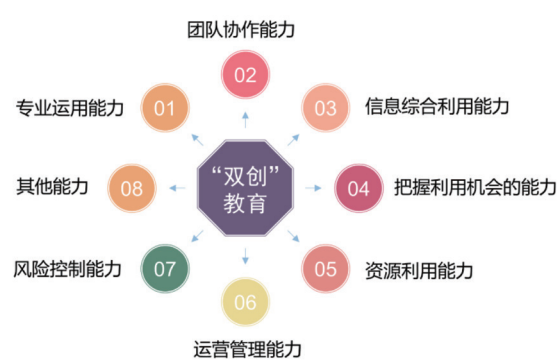 团队协作能力
02
专业运用能力
01
03
信息综合利用能力
“双创”
教育
其他能力
08
04
把握利用机会的能力
风险控制能力
07
05
资源利用能力
06
运营管理能力